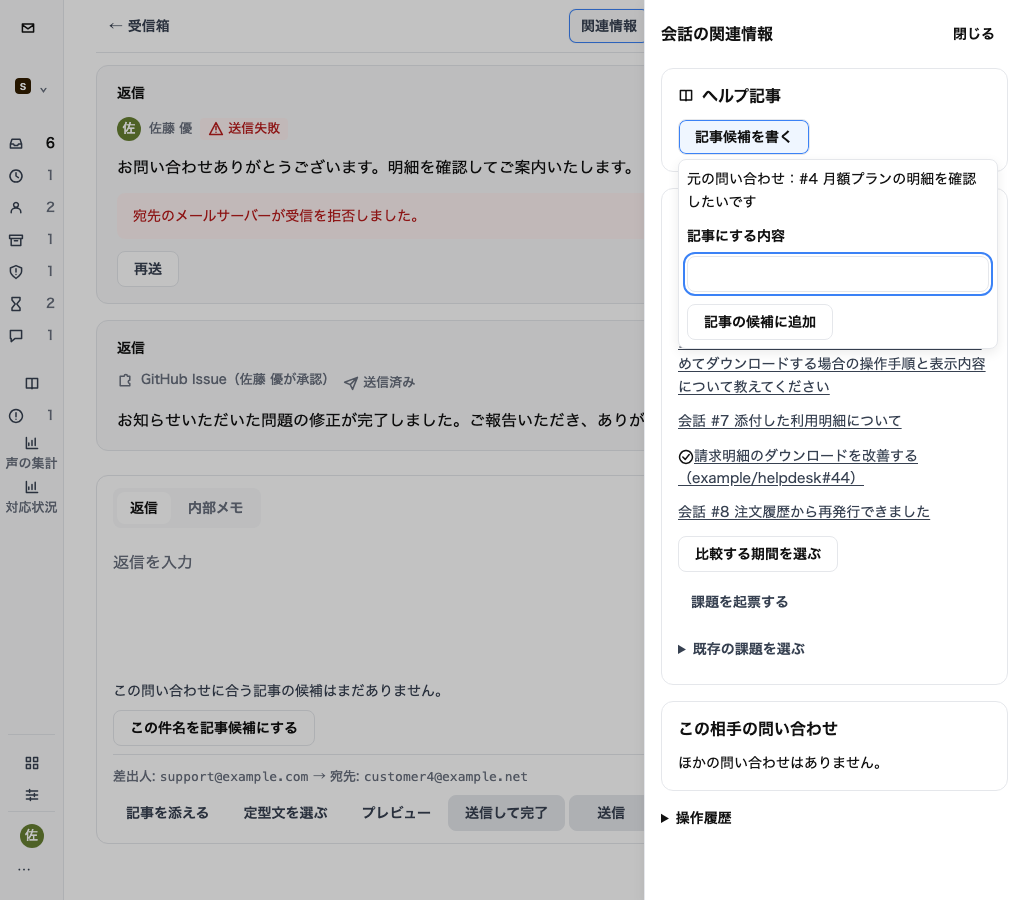 S
6
1
2
1
1
2
1
1
声の集計
対応状況
佐
…
← 受信箱
関連情報
返信
佐 佐藤 優 送信失敗
お問い合わせありがとうございます。明細を確認してご案内いたします。
宛先のメールサーバーが受信を拒否しました。
再送
返信
GitHub Issue（佐藤 優が承認） 送信済み
お知らせいただいた問題の修正が完了しました。ご報告いただき、ありが
返信 内部メモ
返信を入力
この問い合わせに合う記事の候補はまだありません。
この件名を記事候補にする
差出人: support@example.com → 宛先: customer4@example.net
記事を添える 定型文を選ぶ プレビュー 送信して完了 送信
会話の関連情報 閉じる
ヘルプ記事
記事候補を書く
元の問い合わせ：#4 月額プランの明細を確認
したいです
記事にする内容
記事の候補に追加
めてダウンロードする場合の操作手順と表示内容
について教えてください
会話 #7 添付した利用明細について
請求明細のダウンロードを改善する
（example/helpdesk#44）
会話 #8 注文履歴から再発行できました
比較する期間を選ぶ
課題を起票する
▶ 既存の課題を選ぶ
この相手の問い合わせ
ほかの問い合わせはありません。
▶ 操作履歴